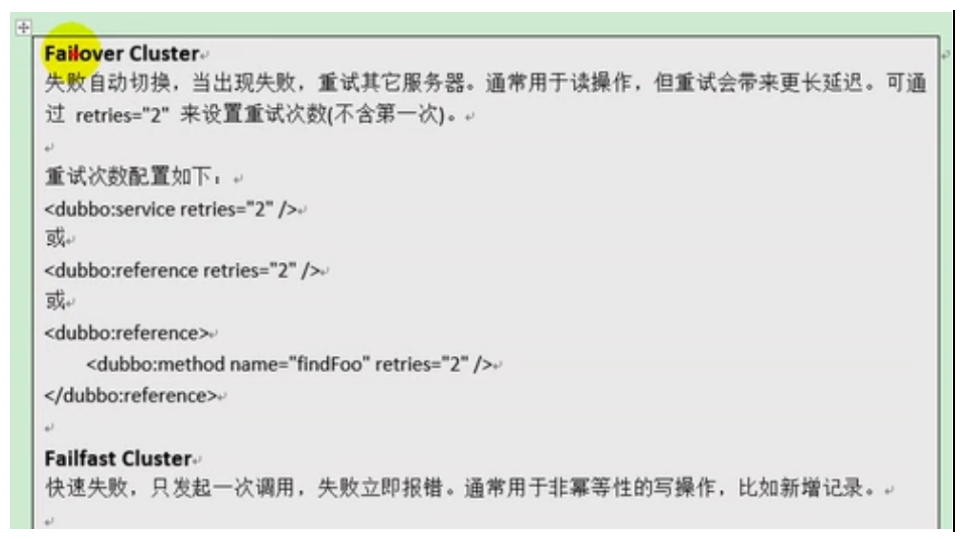 Failover Cluster
失败自动切换，当出现失败，重试其它服务器。通常用于读操作，但重试会带来更长延迟。可通
过 retries="2" 来设置重试次数(不含第一次)。
重试次数配置如下：
<dubbo:service retries="2" />
或
<dubbo:reference retries="2" />
或
<dubbo:reference>
<dubbo:method name="findFoo" retries="2" />
</dubbo:reference>
Failfast Cluster
快速失败，只发起一次调用，失败立即报错。通常用于非幂等性的写操作，比如新增记录。